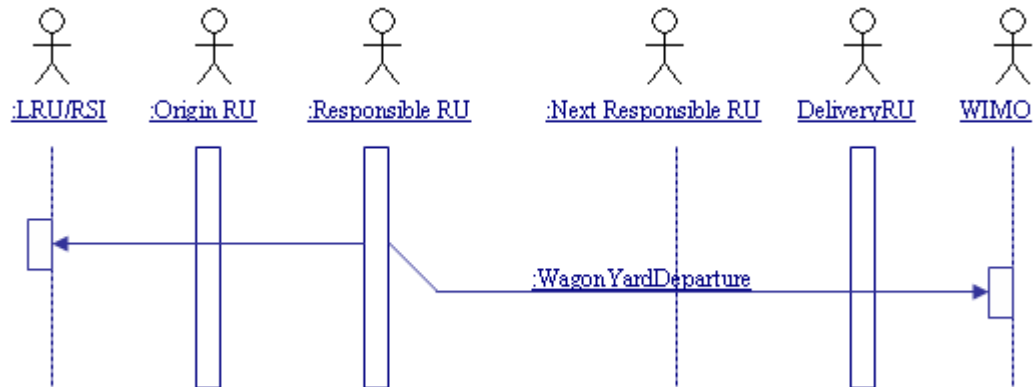 :LRU/RSI
:Origin RU
:Responsible RU
:Next Responsible RU
DeliveryRU
WIMO
:WagonYardDeparture